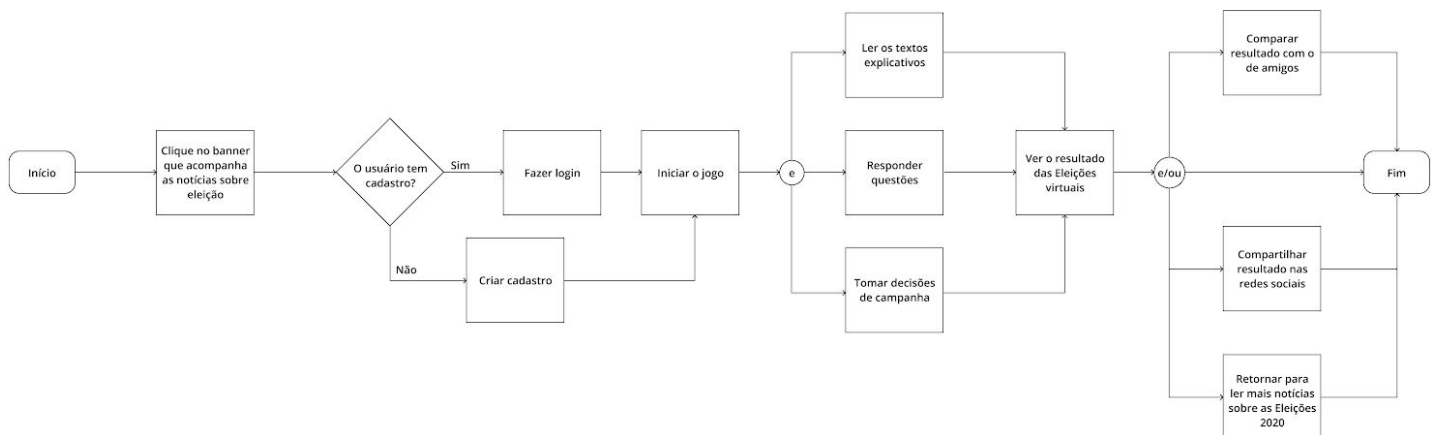 Início
Clique no banner
que acompanha
as notícias sobre
eleição
O usuário tem
cadastro?
Sim
Não
Fazer login
Criar cadastro
Iniciar o jogo
e
Ler os textos
explicativos
Responder
questões
Tomar decisões
de campanha
Ver o resultado
das Eleições
virtuais
e/ou
Comparar
resultado com o
de amigos
Compartilhar
resultado nas
redes sociais
Retornar para
ler mais notícias
sobre as Eleições
2020
Fim